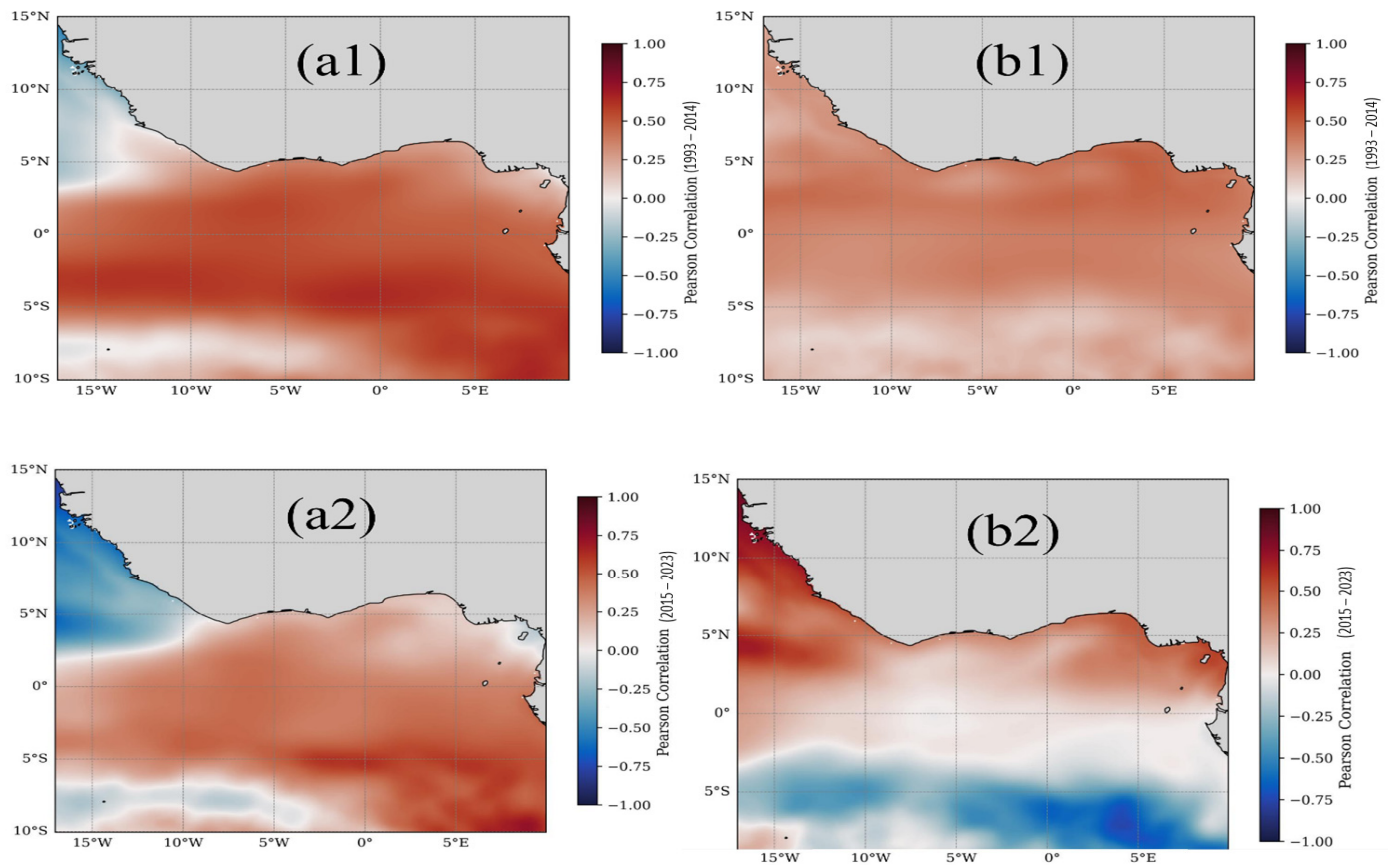 15°N
10°N
5°N
0°
5°S
10°S
15°W
10°W
5°W
0°
5°E
(a1)
1.00
0.75
0.50
0.25
0.00
−0.25
−0.50
−0.75
−1.00
Pearson Correlation (1993 – 2014)
15°N
10°N
5°N
0°
5°S
10°S
15°W
10°W
5°W
0°
5°E
(b1)
1.00
0.75
0.50
0.25
0.00
−0.25
−0.50
−0.75
−1.00
Pearson Correlation (1993 – 2014)
15°N
10°N
5°N
0°
5°S
10°S
15°W
10°W
5°W
0°
5°E
(a2)
1.00
0.75
0.50
0.25
0.00
−0.25
−0.50
−0.75
−1.00
Pearson Correlation (2015 – 2023)
15°N
10°N
5°N
0°
5°S
15°W
10°W
5°W
0°
5°E
(b2)
1.00
0.75
0.50
0.25
0.00
−0.25
−0.50
−0.75
−1.00
Pearson Correlation (2015 – 2023)